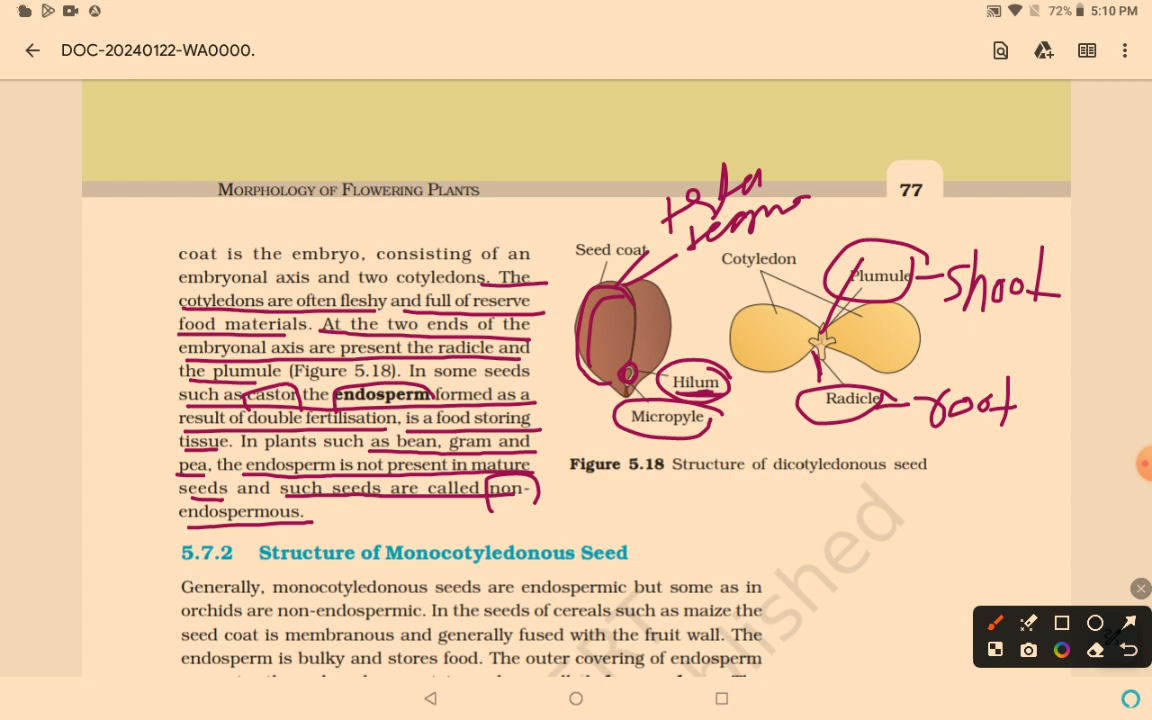 72% 5:10 PM
DOC-20240122-WA0000.
MORPHOLOGY OF FLOWERING PLANTS
77
coat is the embryo, consisting of an
embryonal axis and two cotyledons. The
cotyledons are often fleshy and full of reserve
food materials. At the two ends of the
embryonal axis are present the radicle and
the plumule (Figure 5.18). In some seeds
such as castor the endosperm formed as a
result of double fertilisation, is a food storing
tissue. In plants such as bean, gram and
pea, the endosperm is not present in mature
seeds and such seeds are called non-
endospermous.
testa
Seed coat
Cotyledon
Plumule
shoot
Hilum
Micropyle
Radicle
root
Figure 5.18 Structure of dicotyledonous seed
5.7.2 Structure of Monocotyledonous Seed
Generally, monocotyledonous seeds are endospermic but some as in
orchids are non-endospermic. In the seeds of cereals such as maize the
seed coat is membranous and generally fused with the fruit wall. The
endosperm is bulky and stores food. The outer covering of endosperm